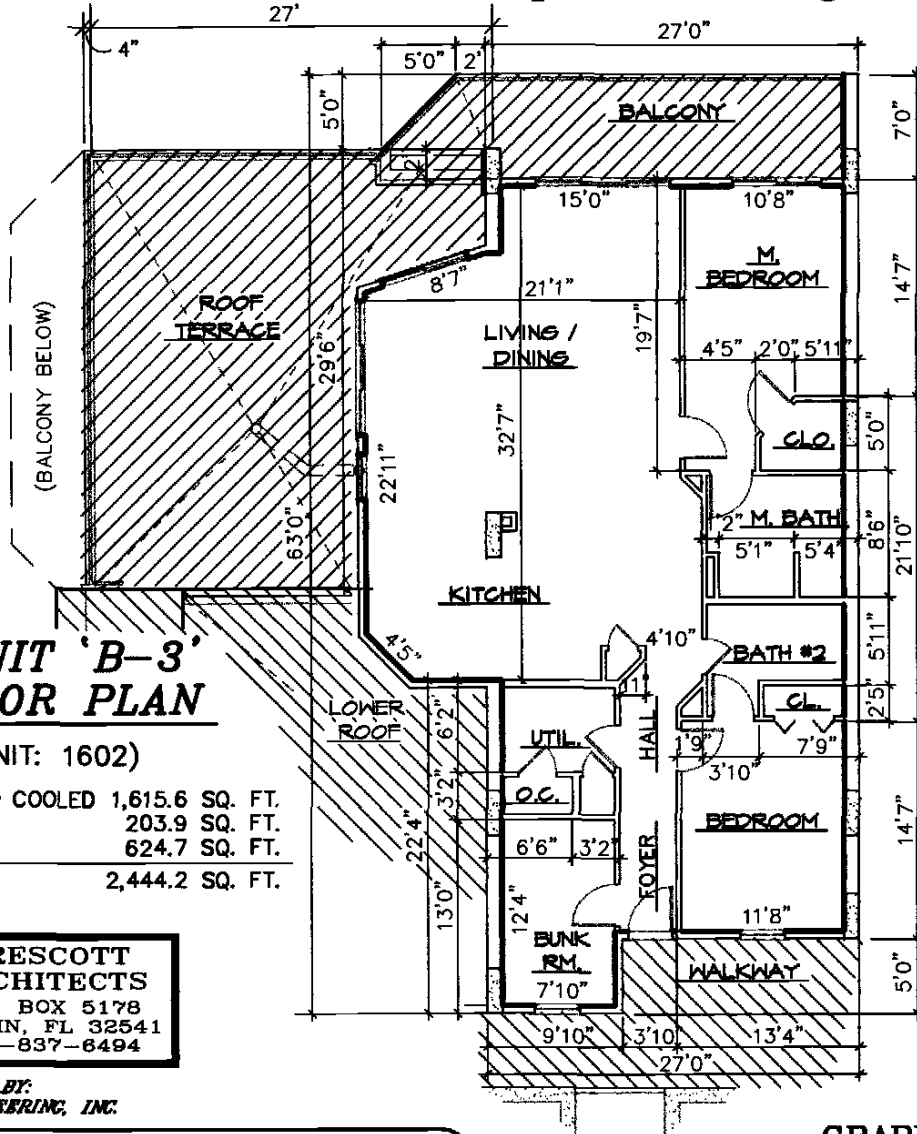 27'
4"
27'0"
5'0"
2'
5'0"
BALCONY
7'0"
2'
15'0"
10'8"
M.
BEDROOM
8'7"
21'1"
ROOF
TERRACE
LIVING /
DINING
19'7"
14'7"
29'6"
4'5"
2'0"
5'11"
(BALCONY BELOW)
32'7"
CLO.
5'0"
22'11"
63'0"
2"
M. BATH
5'1"
5'4"
8'6"
21'10"
KITCHEN
4'5"
4'10"
BATH #2
5'11"
NIT 'B-3'
OR PLAN
LOWER
ROOF
6'2"
1'1"
CL.
2'5"
NIT: 1602)
UTIL.
HALL
1'9"
3'10"
7'9"
COOLED 1,615.6 SQ. FT.
203.9 SQ. FT.
624.7 SQ. FT.
2,444.2 SQ. FT.
3'2"
O.C.
22'4"
6'6"
3'2"
BEDROOM
14'7"
FOYER
13'0"
12'4"
11'8"
BUNK
RM.
7'10"
WALKWAY
5'0"
RESCOTT
CHITECTS
BOX 5178
IN, FL 32541
-837-6494
9'10"
3'10
13'4"
27'0"
BY:
EERING, INC.